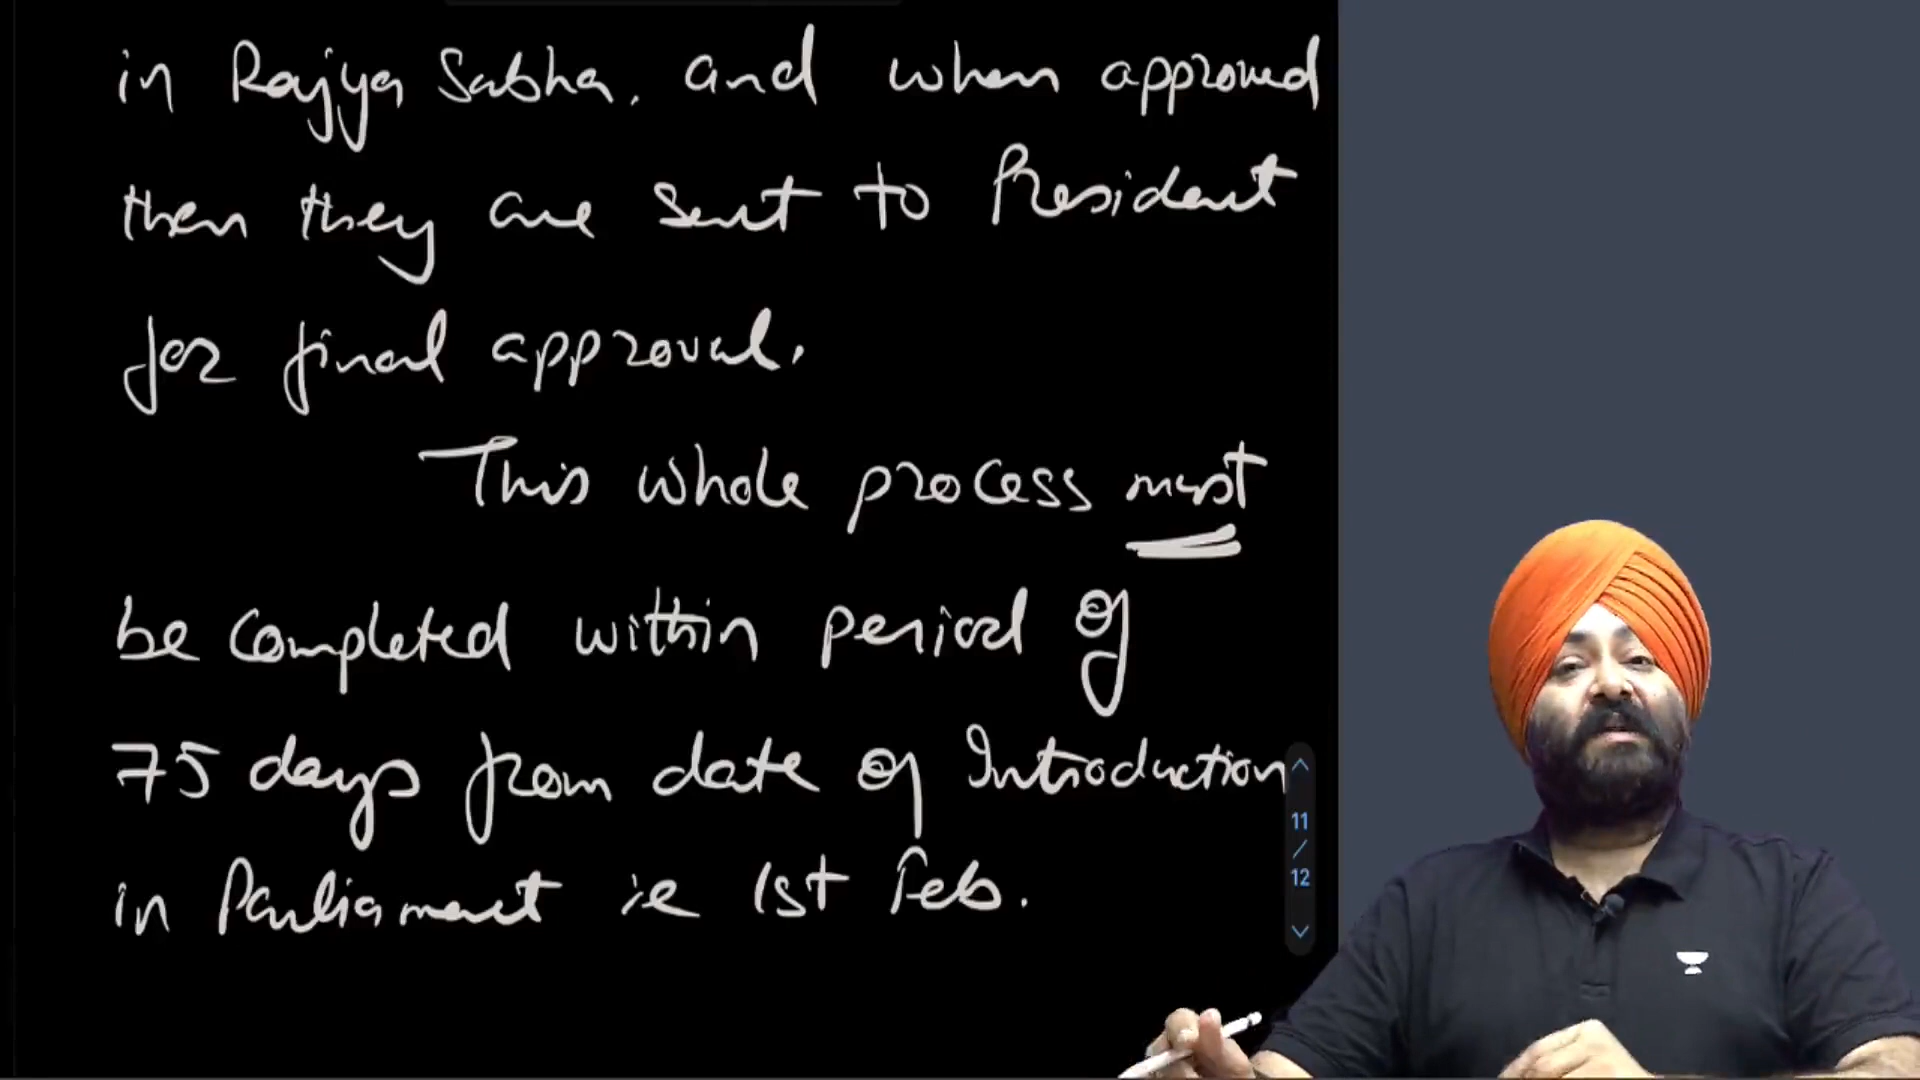 in Rajya Sabha. and when approved
then they are sent to President
for final approval.
This whole process must
be completed within period of
75 days from date of Introduction
in Parliament ie 1st Feb.
11
/
12